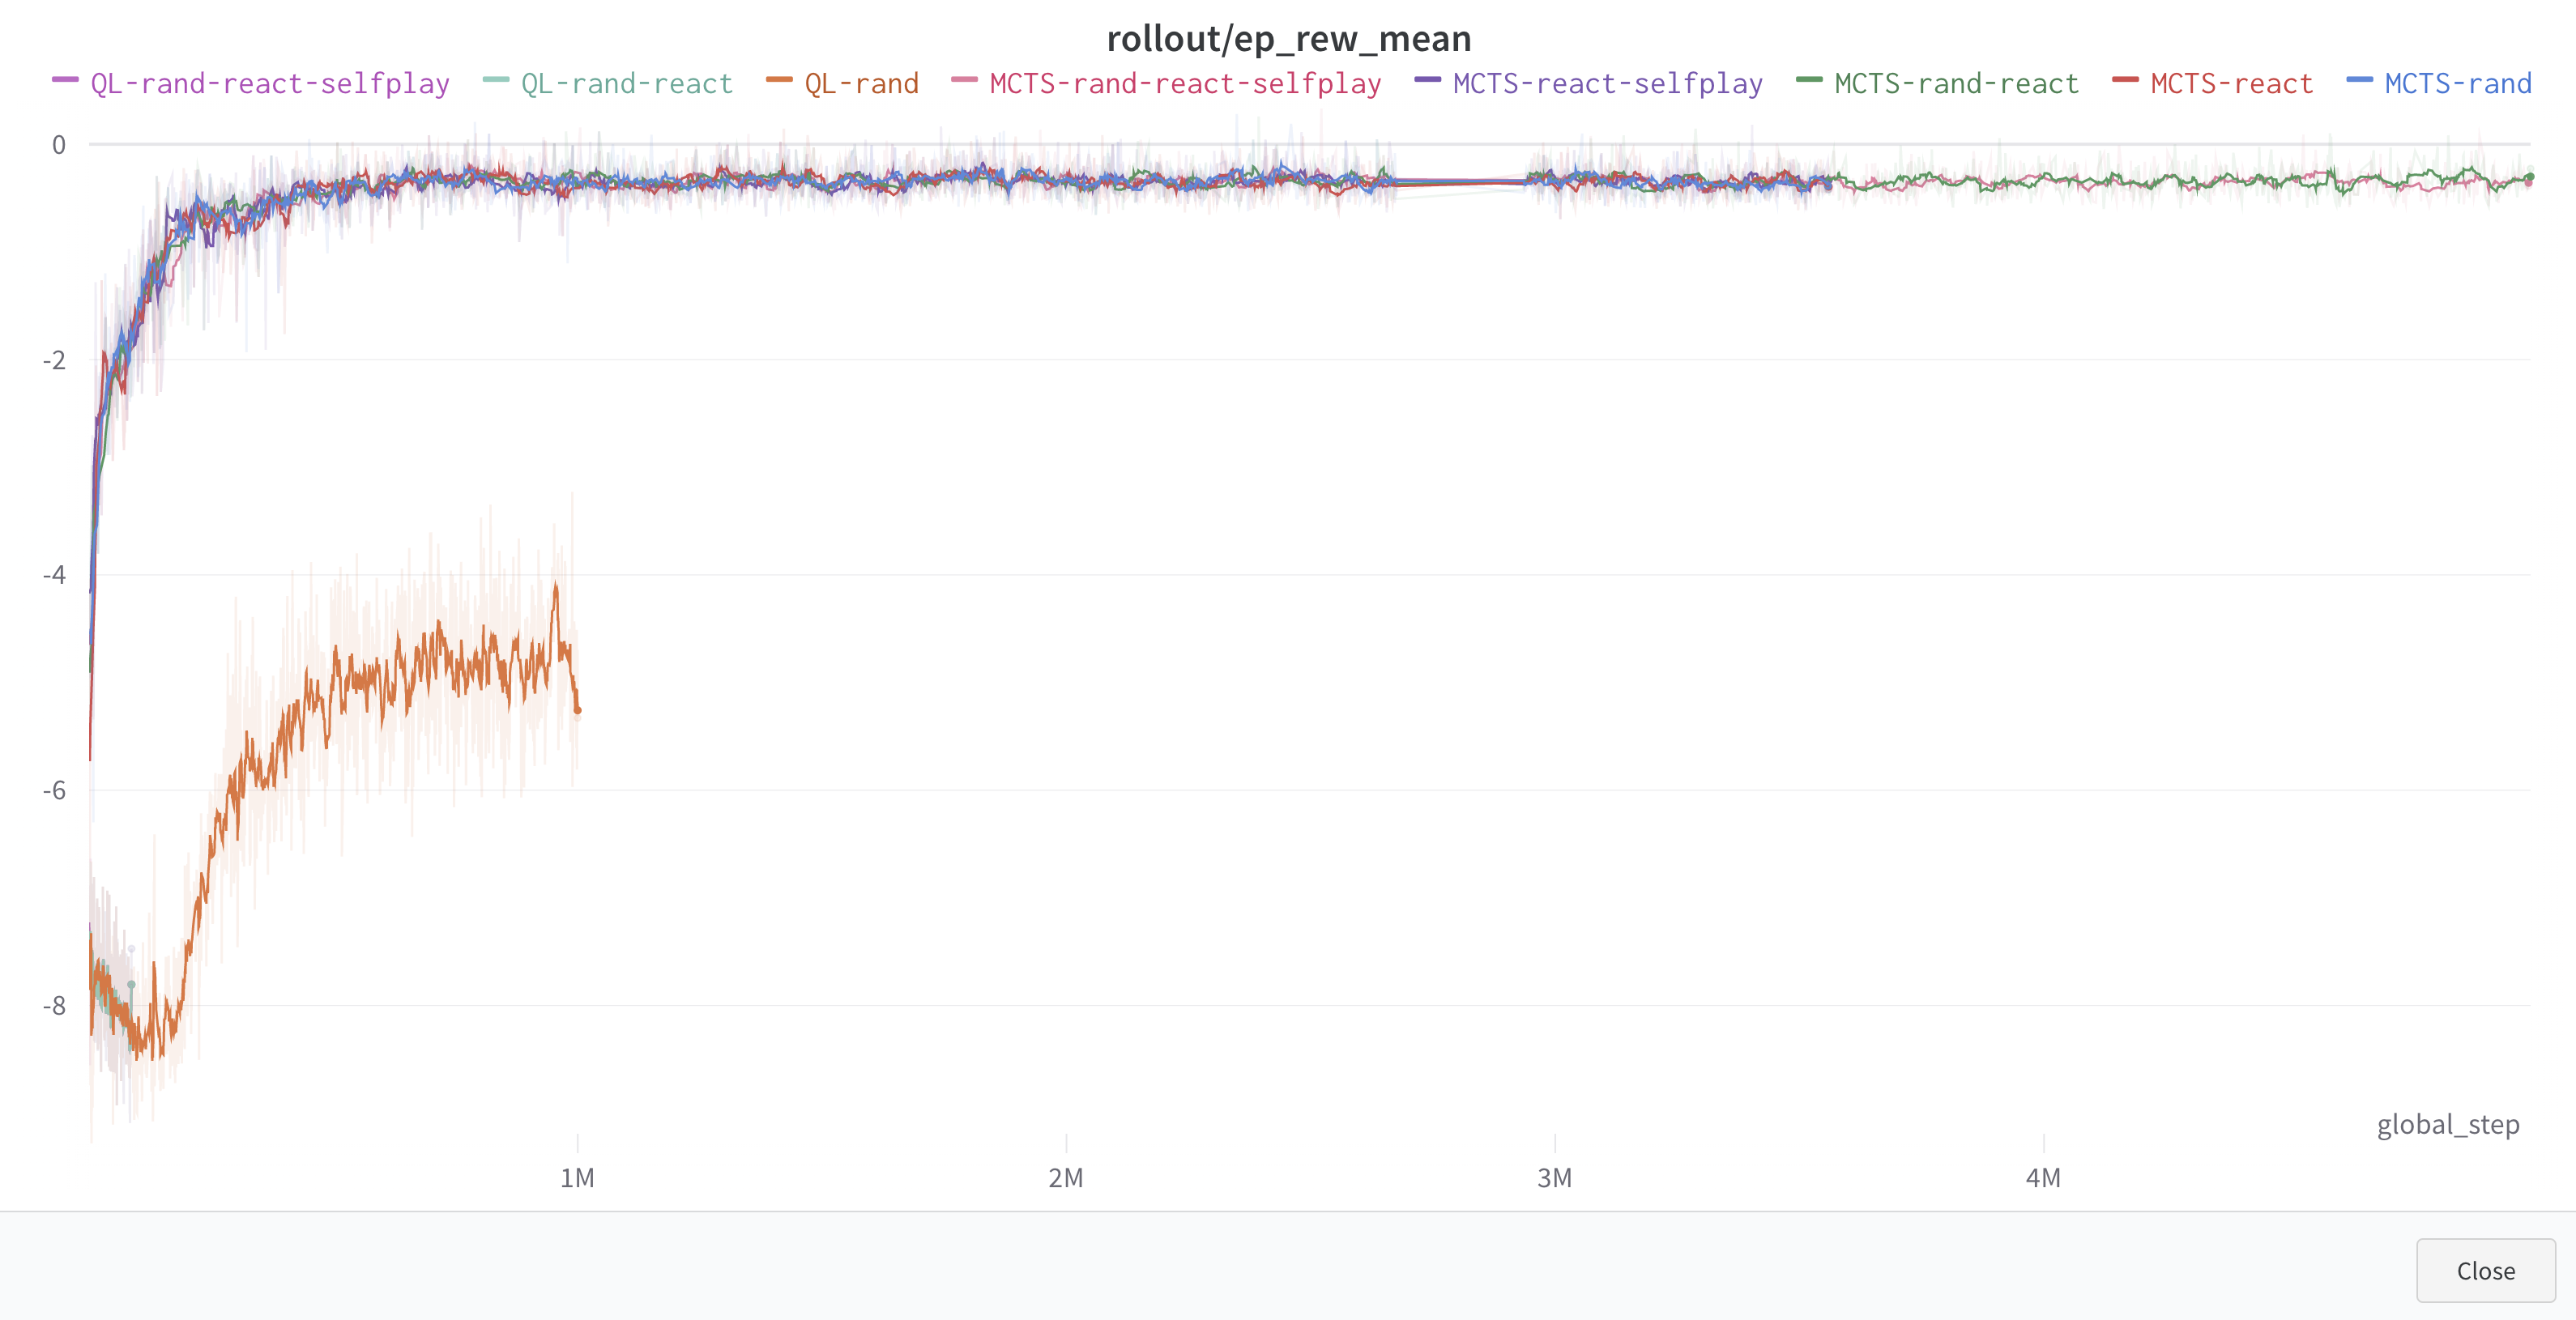 rollout/ep_rew_mean
QL-rand-react-selfplay QL-rand-react QL-rand MCTS-rand-react-selfplay MCTS-react-selfplay MCTS-rand-react MCTS-react MCTS-rand
0
-2
-4
-6
-8
global_step
1M 2M 3M 4M
Close